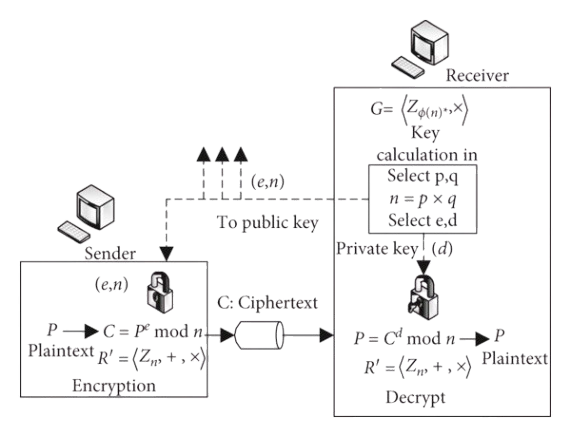 Receiver
G= ⟨Z_{ϕ(n)*},×⟩
Key
calculation in
Select p,q
n = p × q
Select e,d
(e,n)
To public key
Private key (d)
Sender
(e,n)
C: Ciphertext
P → C = P^e mod n
Plaintext
R′ = ⟨Z_n, + , ×⟩
Encryption
P = C^d mod n → P
Plaintext
R′ = ⟨Z_n, + , ×⟩
Decrypt